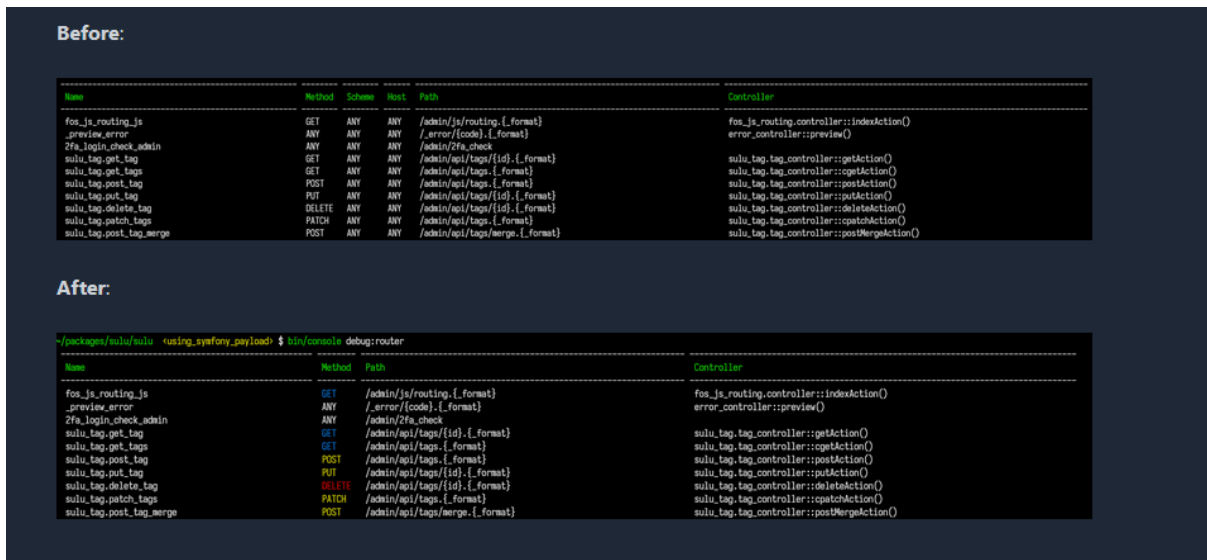 Before:
Name Method Scheme Host Path Controller
fos_js_routing_js GET ANY ANY /admin/js/routing.{_format} fos_js_routing.controller::indexAction()
_preview_error ANY ANY ANY /_error/{code}.{_format} error_controller::preview()
2fa_login_check_admin ANY ANY ANY /admin/2fa_check
sulu_tag.get_tag GET ANY ANY /admin/api/tags/{id}.{_format} sulu_tag.tag_controller::getAction()
sulu_tag.get_tags GET ANY ANY /admin/api/tags.{_format} sulu_tag.tag_controller::cgetAction()
sulu_tag.post_tag POST ANY ANY /admin/api/tags.{_format} sulu_tag.tag_controller::postAction()
sulu_tag.put_tag PUT ANY ANY /admin/api/tags/{id}.{_format} sulu_tag.tag_controller::putAction()
sulu_tag.delete_tag DELETE ANY ANY /admin/api/tags/{id}.{_format} sulu_tag.tag_controller::deleteAction()
sulu_tag.patch_tags PATCH ANY ANY /admin/api/tags.{_format} sulu_tag.tag_controller::cpatchAction()
sulu_tag.post_tag_merge POST ANY ANY /admin/api/tags/merge.{_format} sulu_tag.tag_controller::postMergeAction()
After:
~/packages/sulu/sulu <using_symfony_payload> $ bin/console debug:router
Name Method Path Controller
fos_js_routing_js GET /admin/js/routing.{_format} fos_js_routing.controller::indexAction()
_preview_error ANY /_error/{code}.{_format} error_controller::preview()
2fa_login_check_admin ANY /admin/2fa_check
sulu_tag.get_tag GET /admin/api/tags/{id}.{_format} sulu_tag.tag_controller::getAction()
sulu_tag.get_tags GET /admin/api/tags.{_format} sulu_tag.tag_controller::cgetAction()
sulu_tag.post_tag POST /admin/api/tags.{_format} sulu_tag.tag_controller::postAction()
sulu_tag.put_tag PUT /admin/api/tags/{id}.{_format} sulu_tag.tag_controller::putAction()
sulu_tag.delete_tag DELETE /admin/api/tags/{id}.{_format} sulu_tag.tag_controller::deleteAction()
sulu_tag.patch_tags PATCH /admin/api/tags.{_format} sulu_tag.tag_controller::cpatchAction()
sulu_tag.post_tag_merge POST /admin/api/tags/merge.{_format} sulu_tag.tag_controller::postMergeAction()